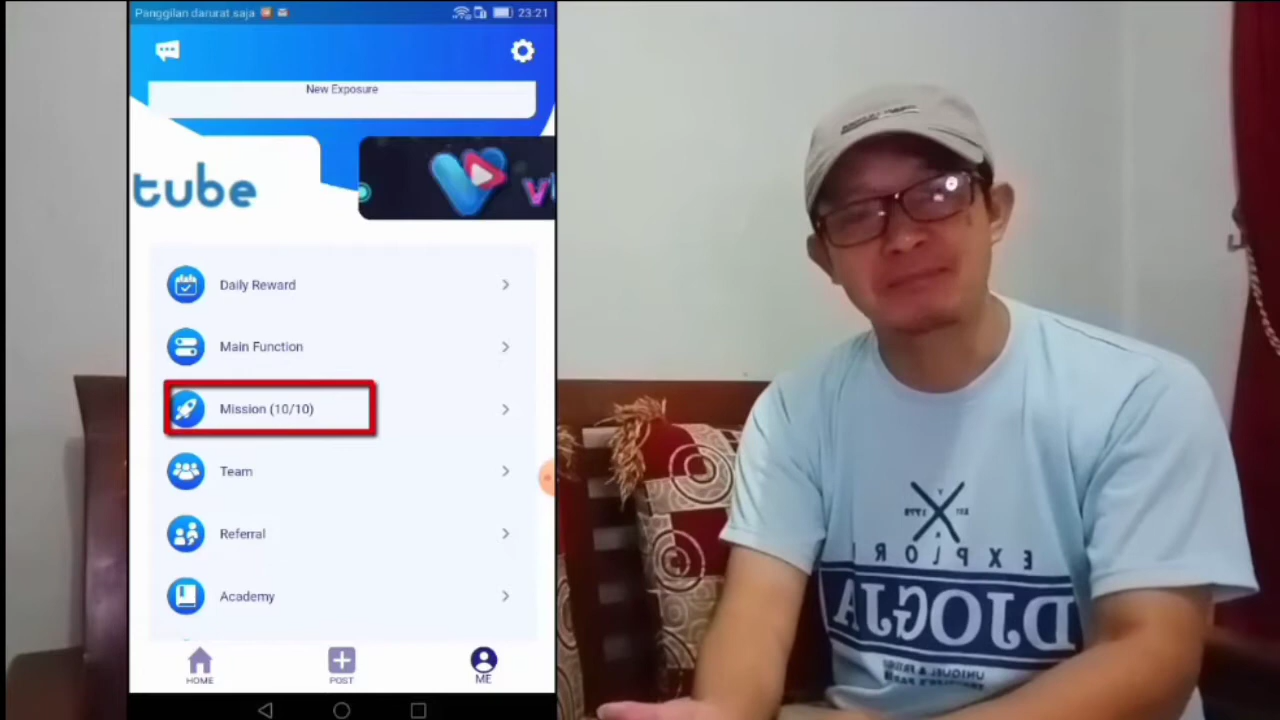 Panggilan darurat saja
23:21
New Exposure
tube
Daily Reward
Main Function
Mission (10/10)
Team
Referral
Academy
HOME
POST
ME
EXPLOR
DJOGJA